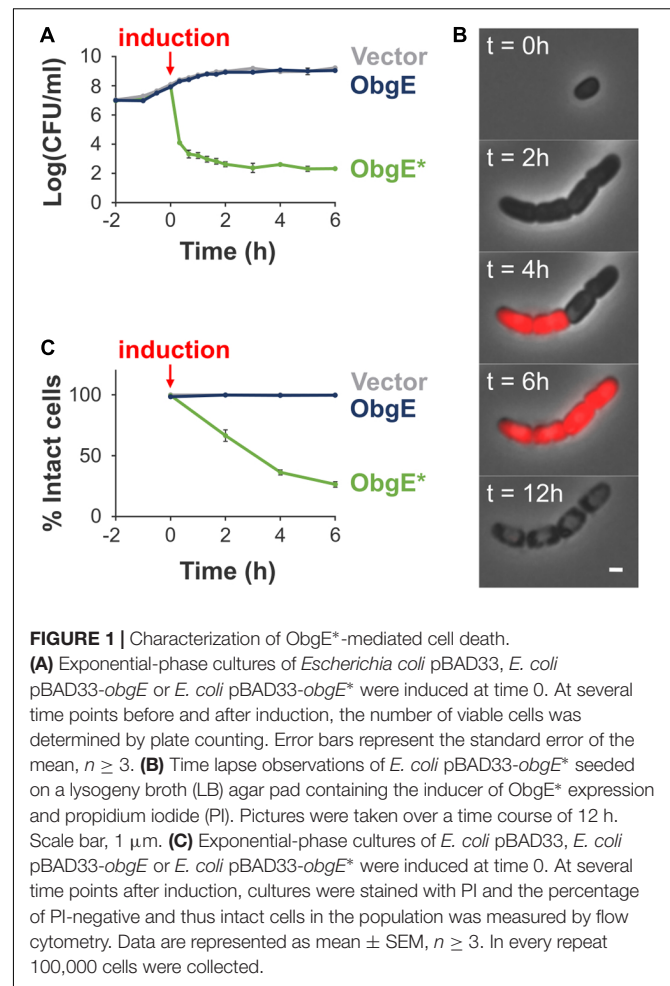 A
induction
Vector
ObgE
ObgE*
Log(CFU/ml)
10
8
6
4
2
0
-2 0 2 4 6
Time (h)
B
t = 0h
t = 2h
t = 4h
t = 6h
t = 12h
C
induction
Vector
ObgE
ObgE*
% Intact cells
100
50
0
-2 0 2 4 6
Time (h)
FIGURE 1 | Characterization of ObgE*-mediated cell death.
(A) Exponential-phase cultures of Escherichia coli pBAD33, E. coli
pBAD33-obgE or E. coli pBAD33-obgE* were induced at time 0. At several
time points before and after induction, the number of viable cells was
determined by plate counting. Error bars represent the standard error of the
mean, n ≥ 3. (B) Time lapse observations of E. coli pBAD33-obgE* seeded
on a lysogeny broth (LB) agar pad containing the inducer of ObgE* expression
and propidium iodide (PI). Pictures were taken over a time course of 12 h.
Scale bar, 1 μm. (C) Exponential-phase cultures of E. coli pBAD33, E. coli
pBAD33-obgE or E. coli pBAD33-obgE* were induced at time 0. At several
time points after induction, cultures were stained with PI and the percentage
of PI-negative and thus intact cells in the population was measured by flow
cytometry. Data are represented as mean ± SEM, n ≥ 3. In every repeat
100,000 cells were collected.